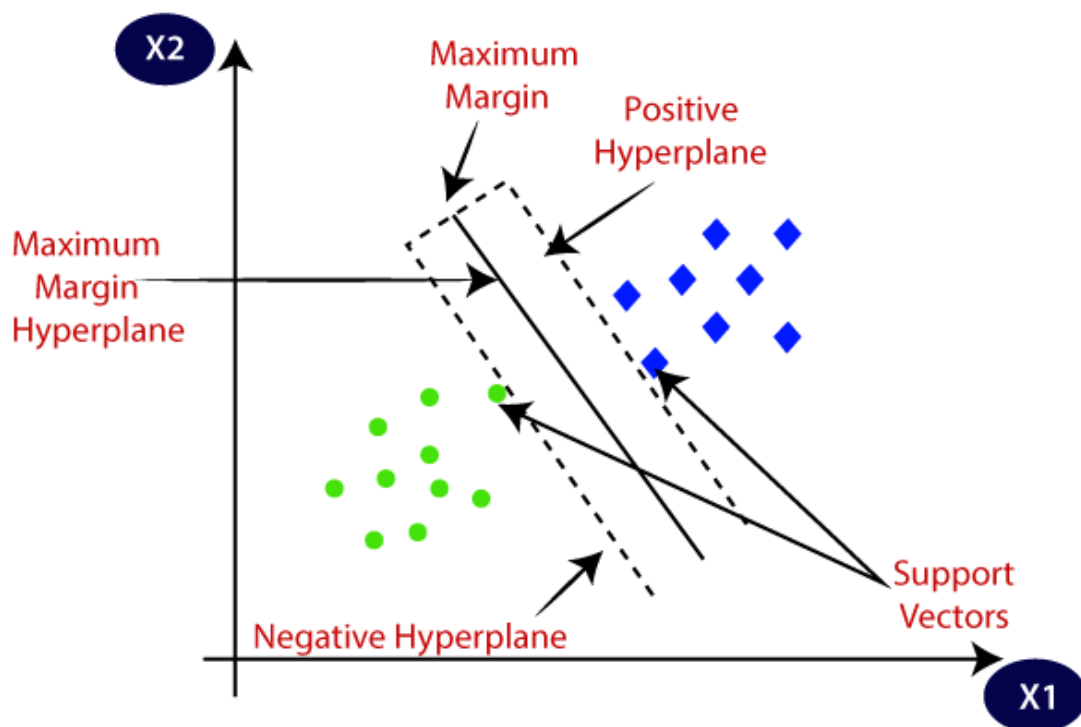 X2
Maximum
Margin
Positive
Hyperplane
Maximum
Margin
Hyperplane
Support
Vectors
Negative Hyperplane
X1